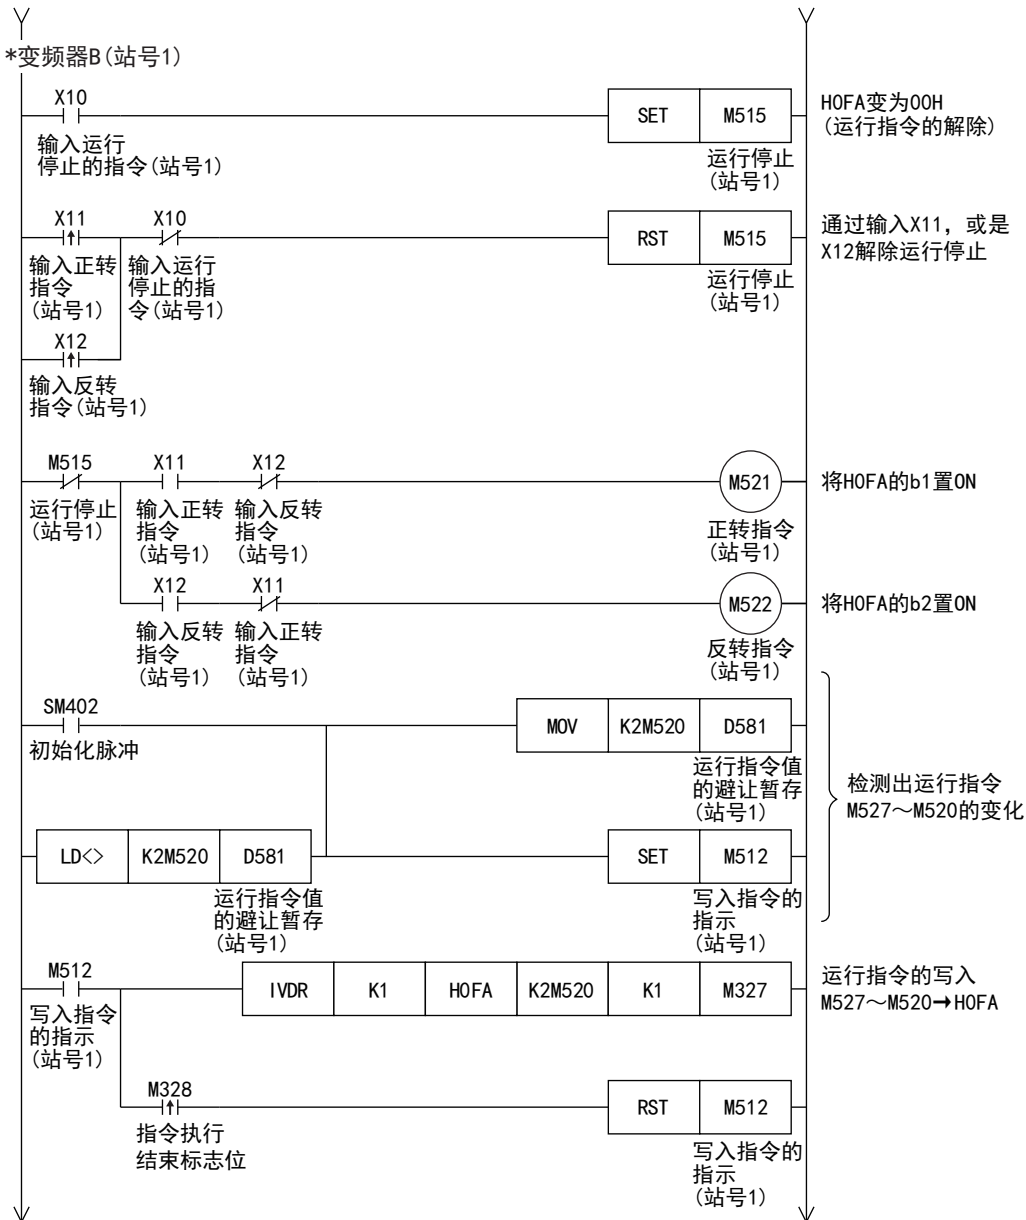 *变频器B(站号1)
X10
SET M515
H0FA变为00H
(运行指令的解除)
输入运行
停止的指令(站号1)
运行停止
(站号1)
X11 X10
RST M515
通过输入X11，或是
X12解除运行停止
输入正转
指令
(站号1)
输入运行
停止的指
令(站号1)
运行停止
(站号1)
X12
输入反转
指令(站号1)
M515 X11 X12
M521
将H0FA的b1置ON
运行停止
(站号1)
输入正转
指令
(站号1)
输入反转
指令
(站号1)
正转指令
(站号1)
X12 X11
M522
将H0FA的b2置ON
输入反转
指令
(站号1)
输入正转
指令
(站号1)
反转指令
(站号1)
SM402
MOV K2M520 D581
初始化脉冲
运行指令值
的避让暂存
(站号1)
检测出运行指令
M527～M520的变化
LD<> K2M520 D581
SET M512
运行指令值
的避让暂存
(站号1)
写入指令的
指示
(站号1)
M512
IVDR K1 H0FA K2M520 K1 M327
运行指令的写入
M527～M520→H0FA
写入指令
的指示
(站号1)
M328
RST M512
指令执行
结束标志位
写入指令的
指示
(站号1)